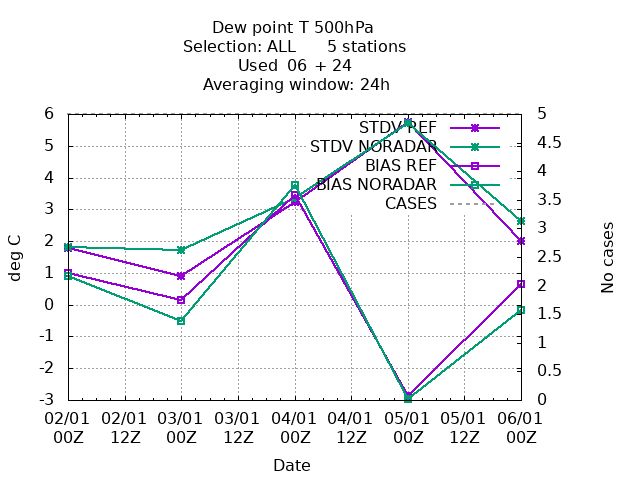 Dew point T 500hPa
Selection: ALL      5 stations
Used  06 + 24
Averaging window: 24h
6
5
4
3
2
1
0
-1
-2
-3
deg C
5
4.5
4
3.5
3
2.5
2
1.5
1
0.5
0
No cases
STDV REF
STDV NORADAR
BIAS REF
BIAS NORADAR
CASES
02/01 02/01 03/01 03/01 04/01 04/01 05/01 05/01 06/01
00Z 12Z 00Z 12Z 00Z 12Z 00Z 12Z 00Z
Date